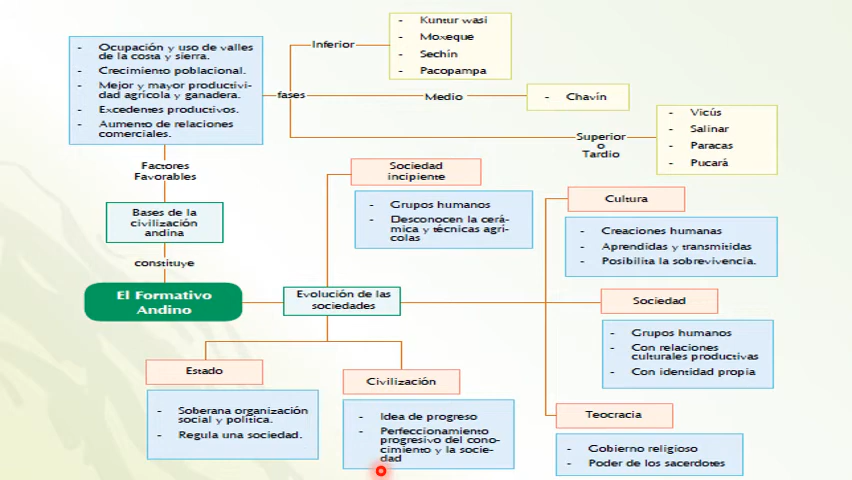 - Ocupación y uso de valles
de la costa y sierra.
- Crecimiento poblacional.
- Mejor y mayor productivi-
dad agrícola y ganadera.
- Excedentes productivos.
- Aumento de relaciones
comerciales.
fases
Inferior
- Kuntur wasi
- Moxeque
- Sechín
- Pacopampa
Medio
- Chavín
Superior
o
Tardío
- Vicús
- Salinar
- Paracas
- Pucará
Factores
Favorables
Bases de la
civilización
andina
constituye
El Formativo
Andino
Evolución de las
sociedades
Sociedad
incipiente
- Grupos humanos
- Desconocen la cerá-
mica y técnicas agrí-
colas
Cultura
- Creaciones humanas
- Aprendidas y transmitidas
- Posibilita la sobrevivencia.
Sociedad
- Grupos humanos
- Con relaciones
culturales productivas
- Con identidad propia
Estado
- Soberana organización
social y política.
- Regula una sociedad.
Civilización
- Idea de progreso
- Perfeccionamiento
progresivo del cono-
cimiento y la socie-
dad
Teocracia
- Gobierno religioso
- Poder de los sacerdotes